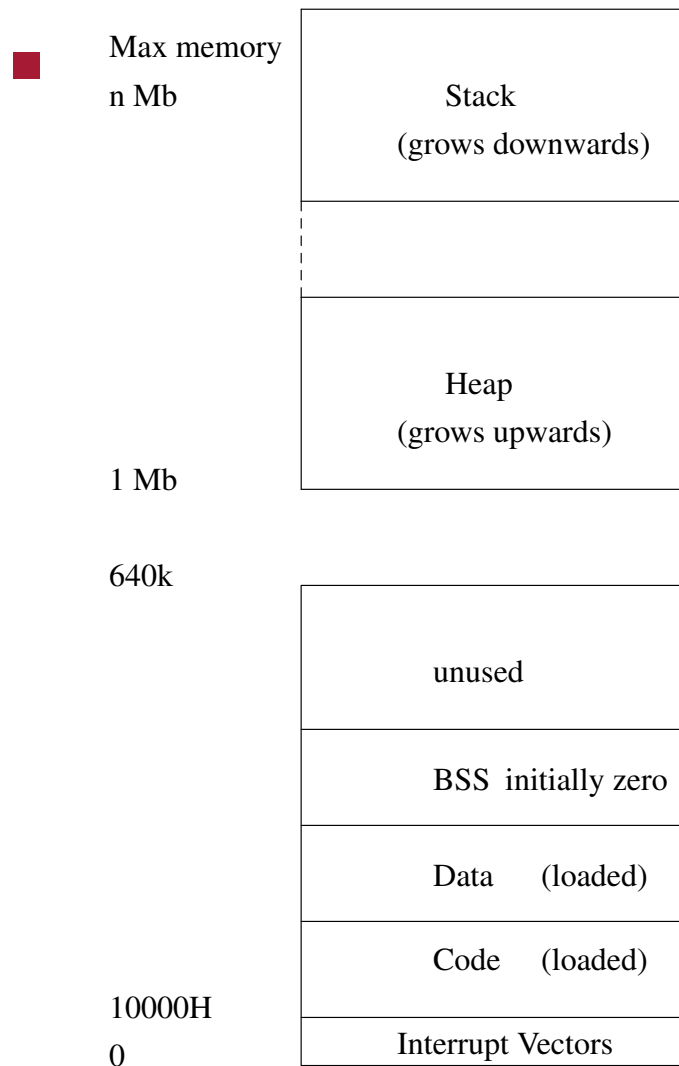 Max memory
n Mb
Stack
(grows downwards)
Heap
(grows upwards)
1 Mb
640k
unused
BSS initially zero
Data (loaded)
Code (loaded)
10000H
Interrupt Vectors
0